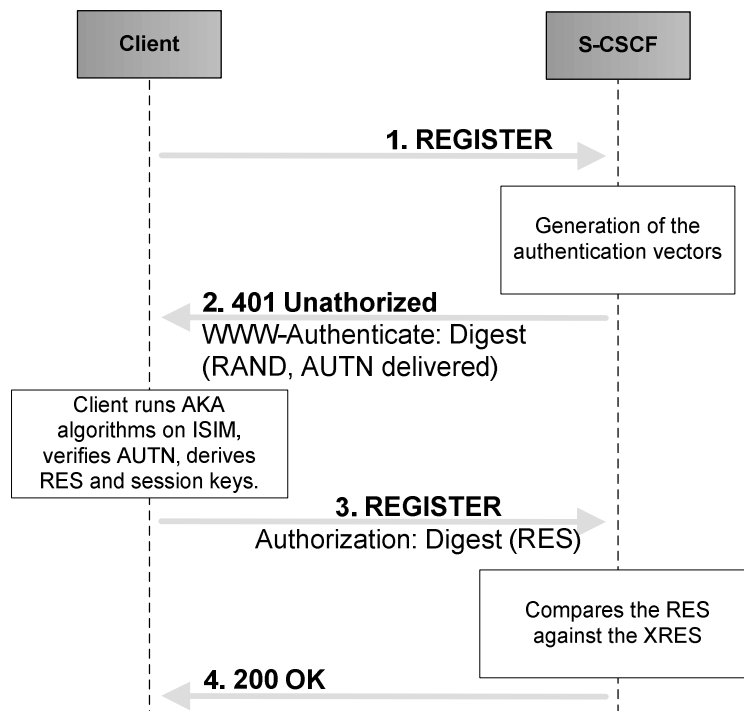 Client
S-CSCF
1. REGISTER
Generation of the
authentication vectors
2. 401 Unathorized
WWW-Authenticate: Digest
(RAND, AUTN delivered)
Client runs AKA
algorithms on ISIM,
verifies AUTN, derives
RES and session keys.
3. REGISTER
Authorization: Digest (RES)
Compares the RES
against the XRES
4. 200 OK